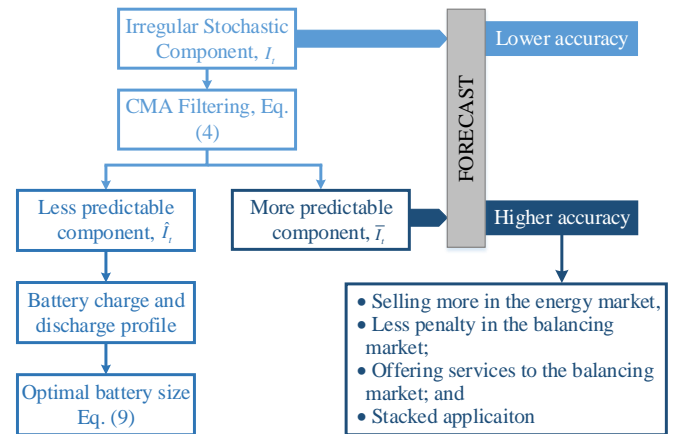 Irregular Stochastic
Component, I_t
Lower accuracy
CMA Filtering, Eq.
(4)
FORECAST
Less predictable
component, Î_t
More predictable
component, Ī_t
Higher accuracy
Battery charge and
discharge profile
Optimal battery size
Eq. (9)
• Selling more in the energy market,
• Less penalty in the balancing
market;
• Offering services to the balancing
market; and
• Stacked applicaiton